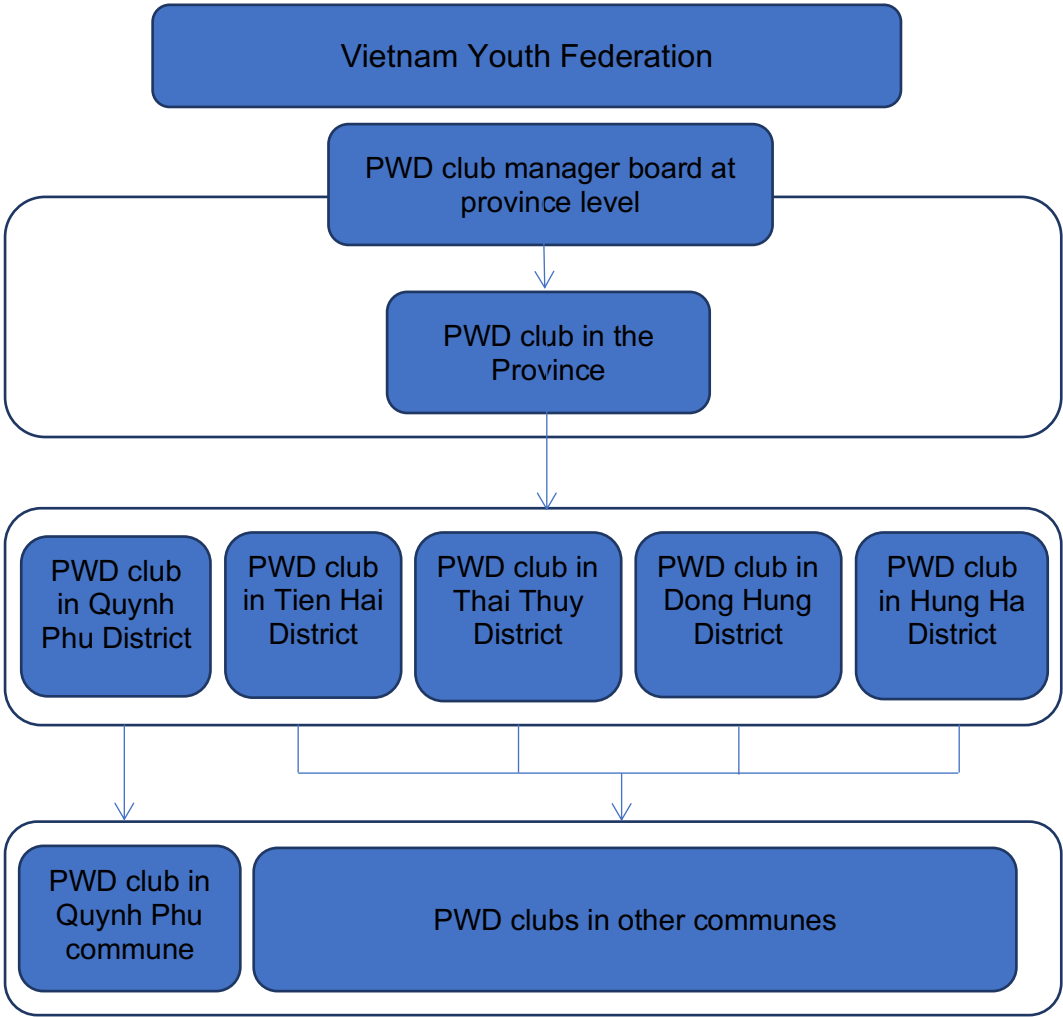 Vietnam Youth Federation
PWD club manager board at
province level
PWD club in the
Province
PWD club
in Quynh
Phu District
PWD club
in Tien Hai
District
PWD club in
Thai Thuy
District
PWD club in
Dong Hung
District
PWD club
in Hung Ha
District
PWD club in
Quynh Phu
commune
PWD clubs in other communes